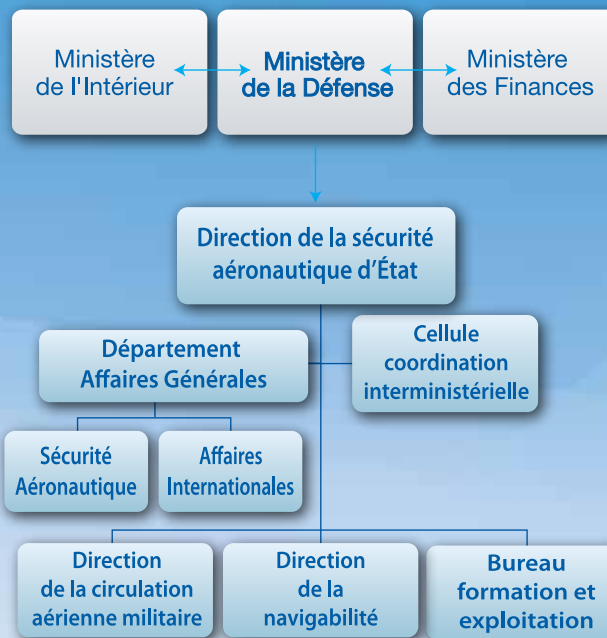 Ministère
de l'Intérieur
Ministère
de la Défense
Ministère
des Finances
Direction de la sécurité
aéronautique d'État
Département
Affaires Générales
Cellule
coordination
interministérielle
Sécurité
Aéronautique
Affaires
Internationales
Direction
de la circulation
aérienne militaire
Direction
de la
navigabilité
Bureau
formation et
exploitation